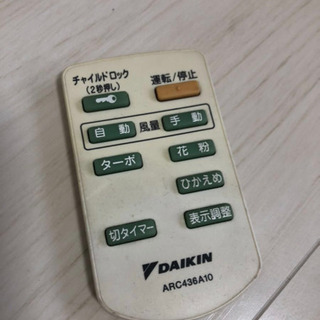 チャイルドロック
(2秒押し)
運転/停止
自動 風量 手動
ターボ
花粉
ひかえめ
切タイマー
表示調整
DAIKIN
ARC436A10